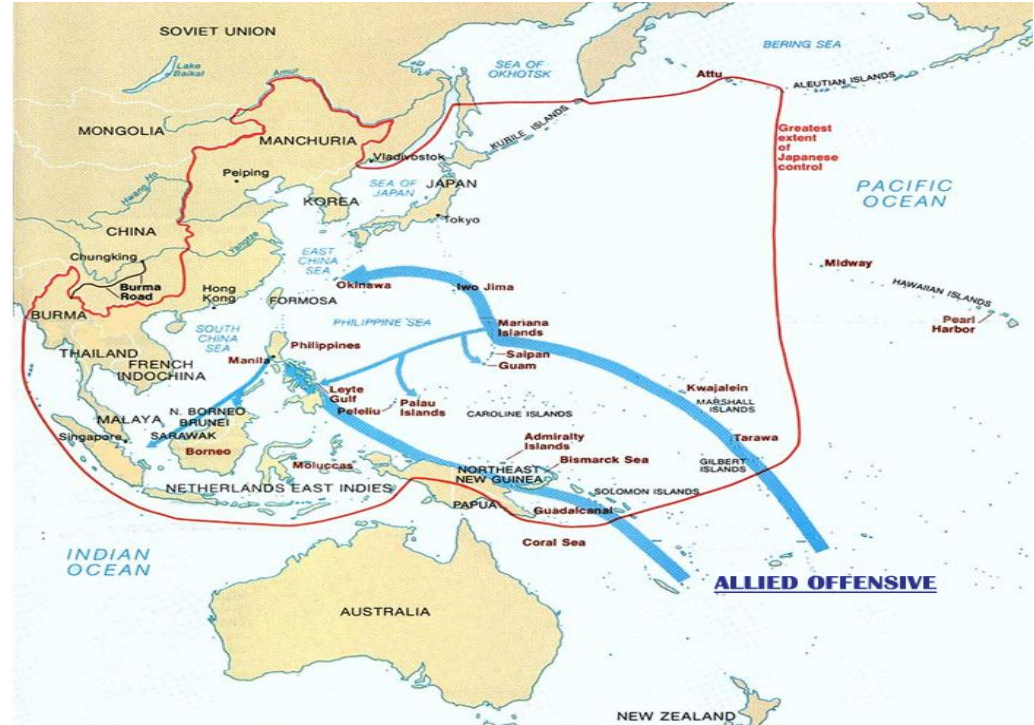 SOVIET UNION
BERING SEA
SEA OF
OKHOTSK
Lake
Baikal
Amur
Attu
ALEUTIAN ISLANDS
MONGOLIA
MANCHURIA
KURILE ISLANDS
Greatest
extent
of
Japanese
control
Vladivostok
Peiping
SEA OF
JAPAN
JAPAN
PACIFIC
OCEAN
Hwang Ho
KOREA
Tokyo
CHINA
Yangtze
Chungking
EAST
CHINA
SEA
Midway
Burma
Road
Okinawa
Iwo Jima
HAWAIIAN ISLANDS
Hong
Kong
FORMOSA
BURMA
Pearl
Harbor
SOUTH
CHINA
SEA
PHILIPPINE SEA
Mariana
Islands
THAILAND
Manila
Philippines
Saipan
FRENCH
INDOCHINA
Guam
Leyte
Gulf
Kwajalein
Peleliu
Palau
Islands
MARSHALL
ISLANDS
MALAYA
N. BORNEO
BRUNEI
CAROLINE ISLANDS
Singapore
SARAWAK
Tarawa
Admiralty
Islands
Borneo
Bismarck Sea
GILBERT
ISLANDS
Moluccas
NORTHEAST
NEW GUINEA
NETHERLANDS EAST INDIES
SOLOMON ISLANDS
PAPUA
Guadalcanal
Coral Sea
INDIAN
OCEAN
ALLIED OFFENSIVE
AUSTRALIA
NEW ZEALAND